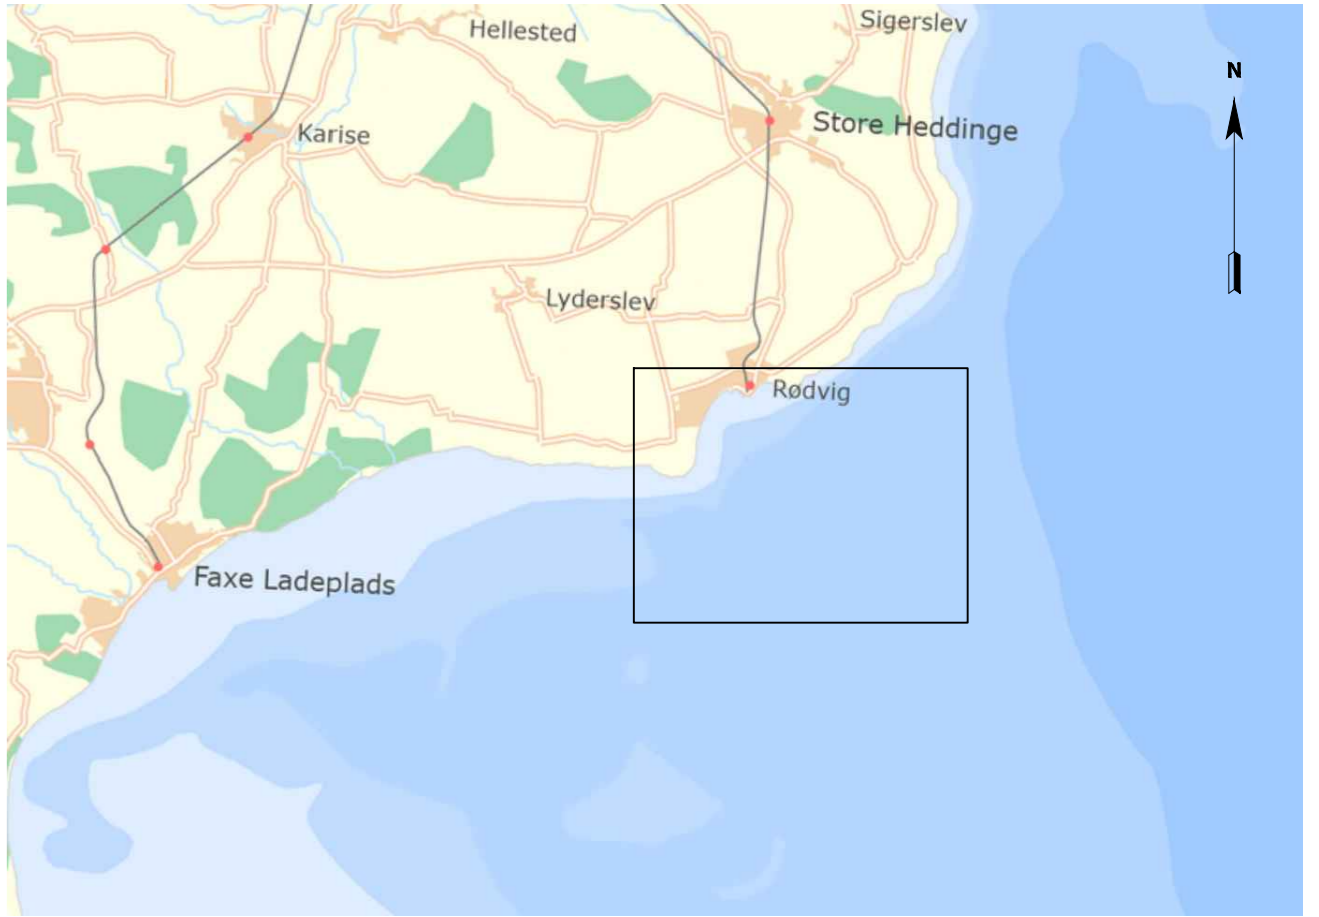 Sigerslev
Hellested
N
Store Heddinge
Karise
Lyderslev
Rødvig
Faxe Ladeplads